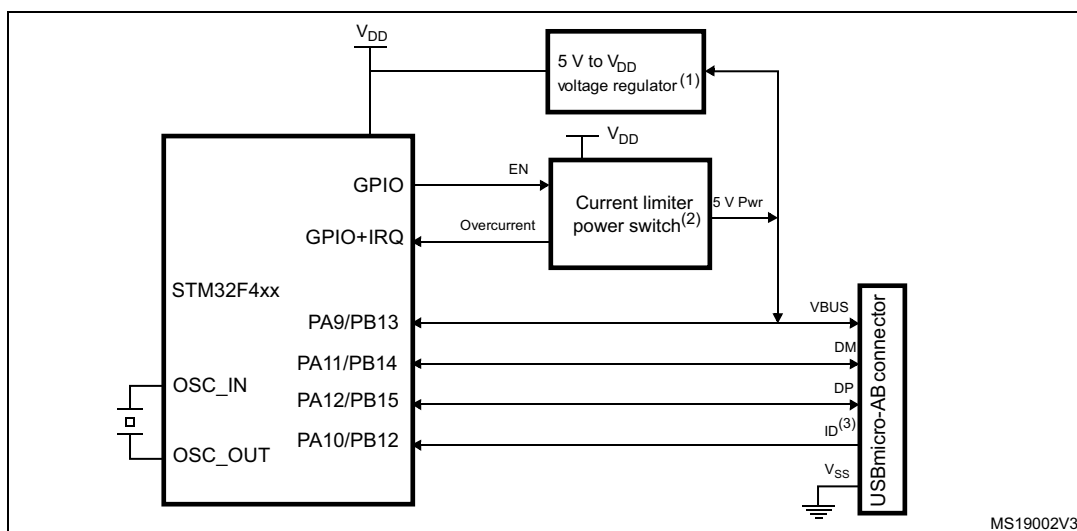 VDD
5 V to VDD
voltage regulator(1)
VDD
GPIO
EN
Current limiter
power switch(2)
5 V Pwr
GPIO+IRQ
Overcurrent
STM32F4xx
PA9/PB13
VBUS
PA11/PB14
DM
OSC_IN
PA12/PB15
DP
PA10/PB12
ID(3)
OSC_OUT
VSS
USBmicro-AB connector
MS19002V3